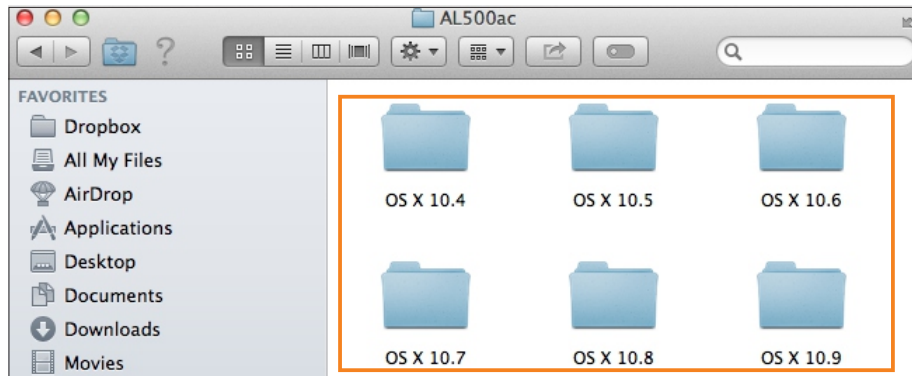 AL500ac
?
FAVORITES
Dropbox
All My Files
AirDrop
Applications
Desktop
Documents
Downloads
Movies
OS X 10.4 OS X 10.5 OS X 10.6
OS X 10.7 OS X 10.8 OS X 10.9